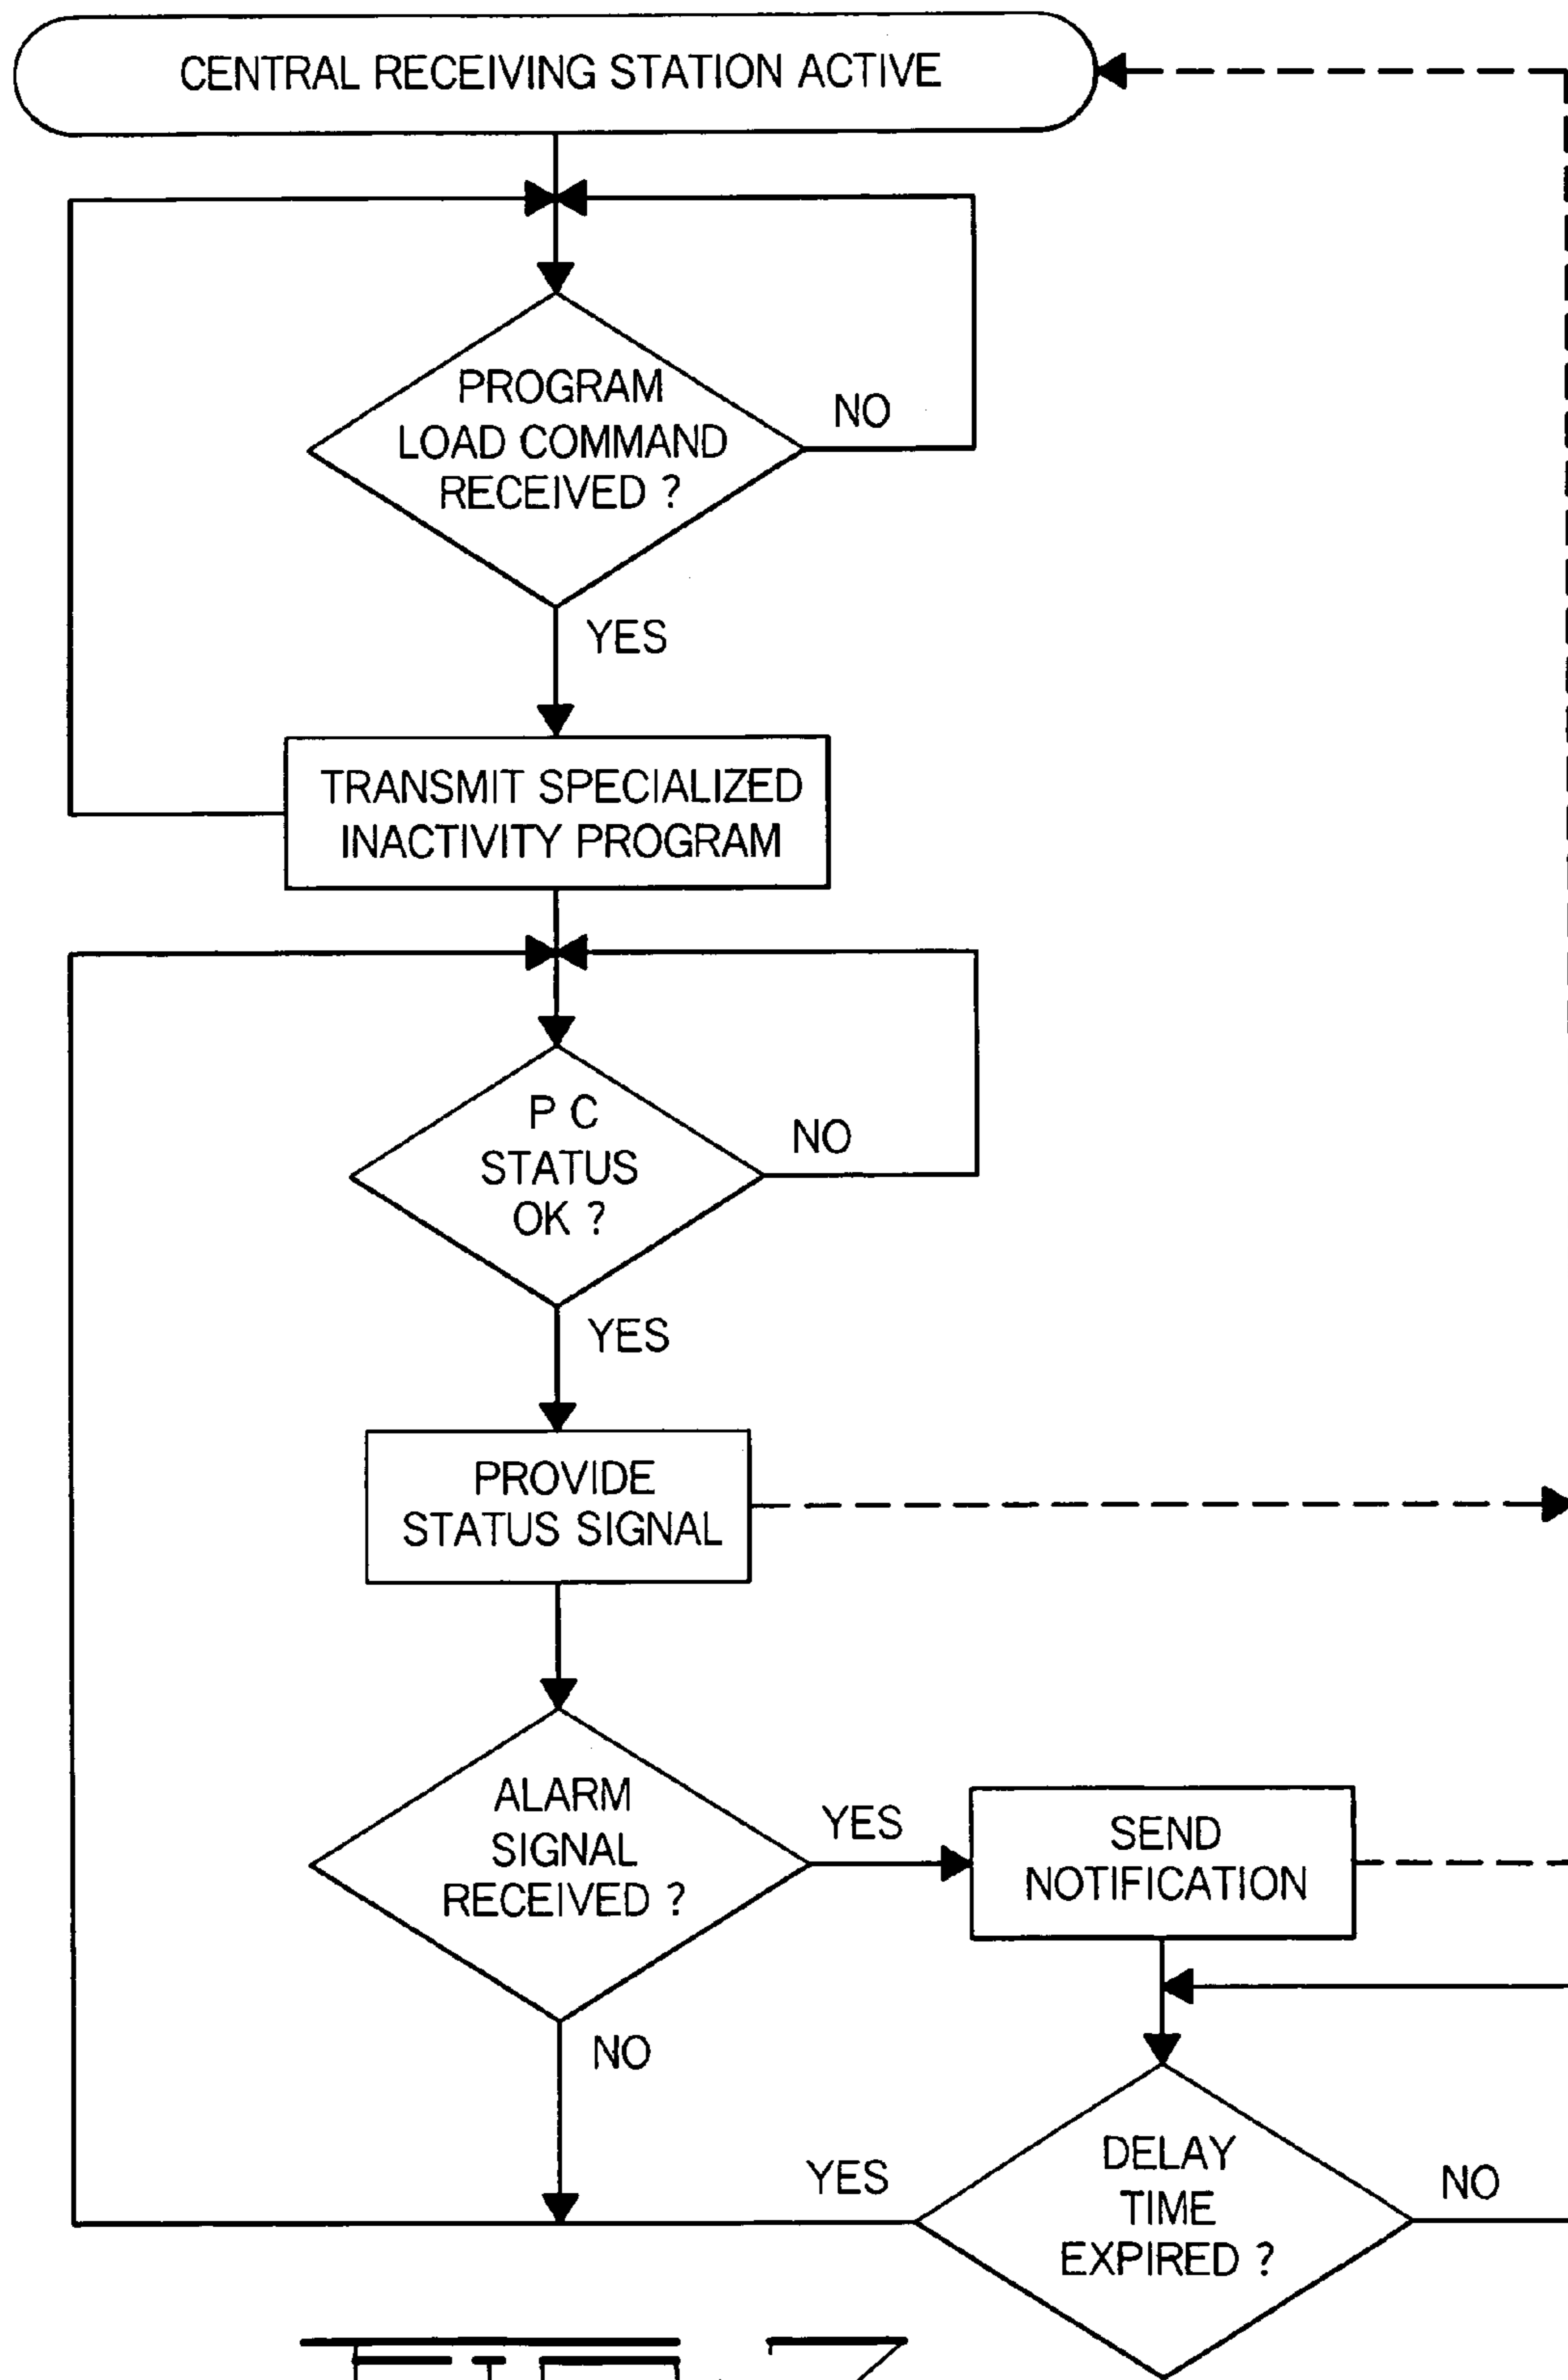 CENTRAL RECEIVING STATION ACTIVE
PROGRAM
LOAD COMMAND
RECEIVED ?
NO
YES
TRANSMIT SPECIALIZED
INACTIVITY PROGRAM
P C
STATUS
OK ?
NO
YES
PROVIDE
STATUS SIGNAL
ALARM
SIGNAL
RECEIVED ?
YES
SEND
NOTIFICATION
NO
DELAY
TIME
EXPIRED ?
YES
NO